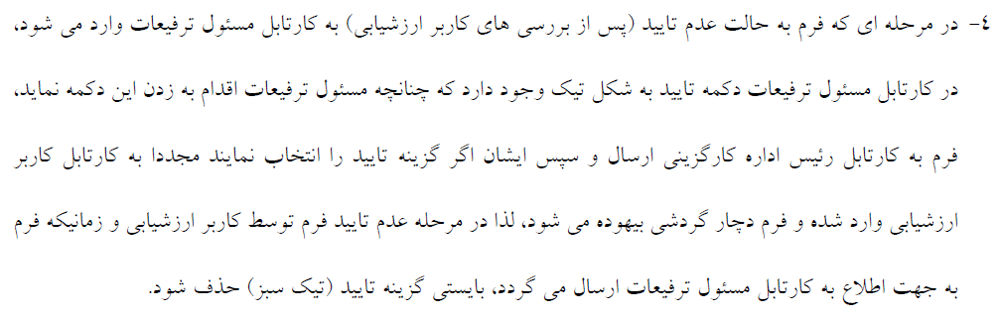 ٤- در مرحله ای که فرم به حالت عدم تایید (پس از بررسی های کاربر ارزشیابی) به کارتابل مسئول ترفیعات وارد می شود،
در کارتابل مسئول ترفیعات دکمه تایید به شکل تیک وجود دارد که چنانچه مسئول ترفیعات اقدام به زدن این دکمه نماید،
فرم به کارتابل رئیس اداره کارگزینی ارسال و سپس ایشان اگر گزینه تایید را انتخاب نمایند مجددا به کارتابل کاربر
ارزشیابی وارد شده و فرم دچار گردشی بیهوده می شود، لذا در مرحله عدم تایید فرم توسط کاربر ارزشیابی و زمانیکه فرم
به جهت اطلاع به کارتابل مسئول ترفیعات ارسال می گردد، بایستی گزینه تایید (تیک سبز) حذف شود.